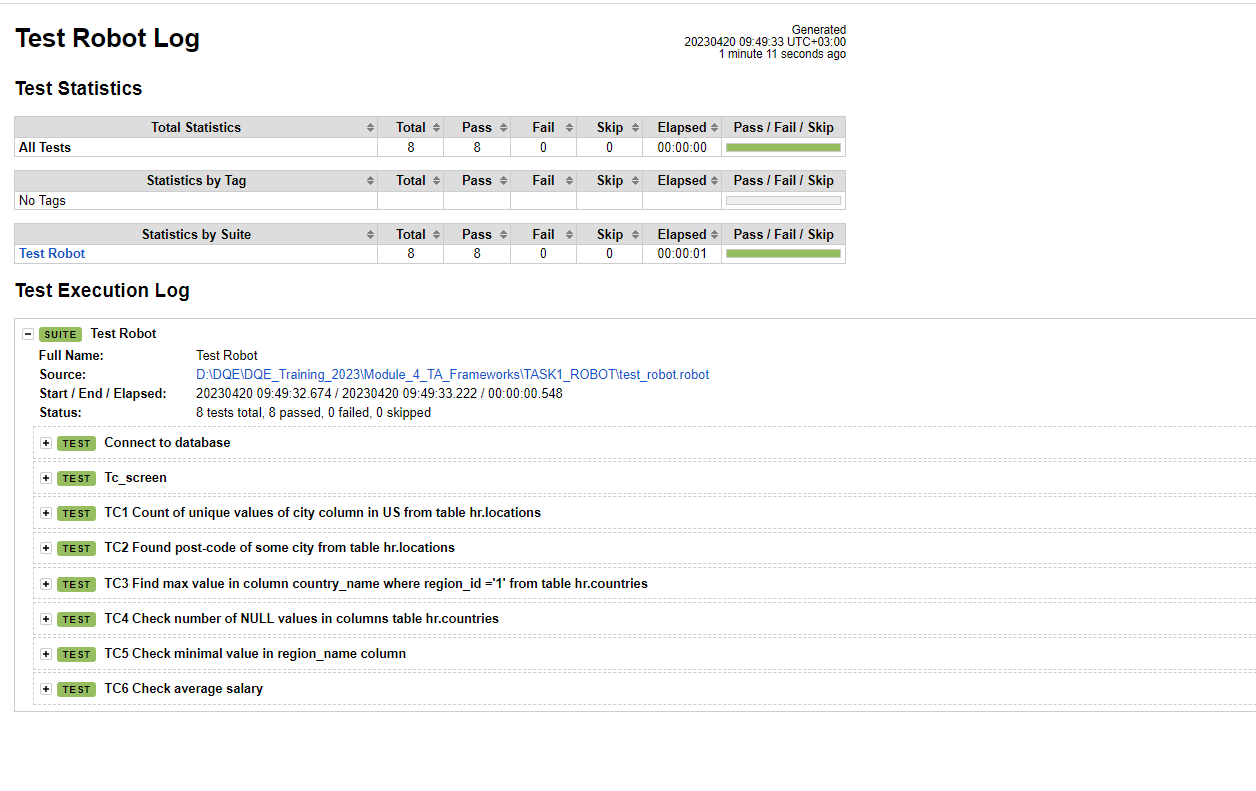 Test Robot Log
Generated
20230420 09:49:33 UTC+03:00
1 minute 11 seconds ago
Test Statistics
Total Statistics Total Pass Fail Skip Elapsed Pass / Fail / Skip
All Tests 8 8 0 0 00:00:00
Statistics by Tag Total Pass Fail Skip Elapsed Pass / Fail / Skip
No Tags
Statistics by Suite Total Pass Fail Skip Elapsed Pass / Fail / Skip
Test Robot 8 8 0 0 00:00:01
Test Execution Log
SUITE Test Robot
Full Name: Test Robot
Source: D:\DQE\DQE_Training_2023\Module_4_TA_Frameworks\TASK1_ROBOT\test_robot.robot
Start / End / Elapsed: 20230420 09:49:32.674 / 20230420 09:49:33.222 / 00:00:00.548
Status: 8 tests total, 8 passed, 0 failed, 0 skipped
TEST Connect to database
TEST Tc_screen
TEST TC1 Count of unique values of city column in US from table hr.locations
TEST TC2 Found post-code of some city from table hr.locations
TEST TC3 Find max value in column country_name where region_id ='1' from table hr.countries
TEST TC4 Check number of NULL values in columns table hr.countries
TEST TC5 Check minimal value in region_name column
TEST TC6 Check average salary